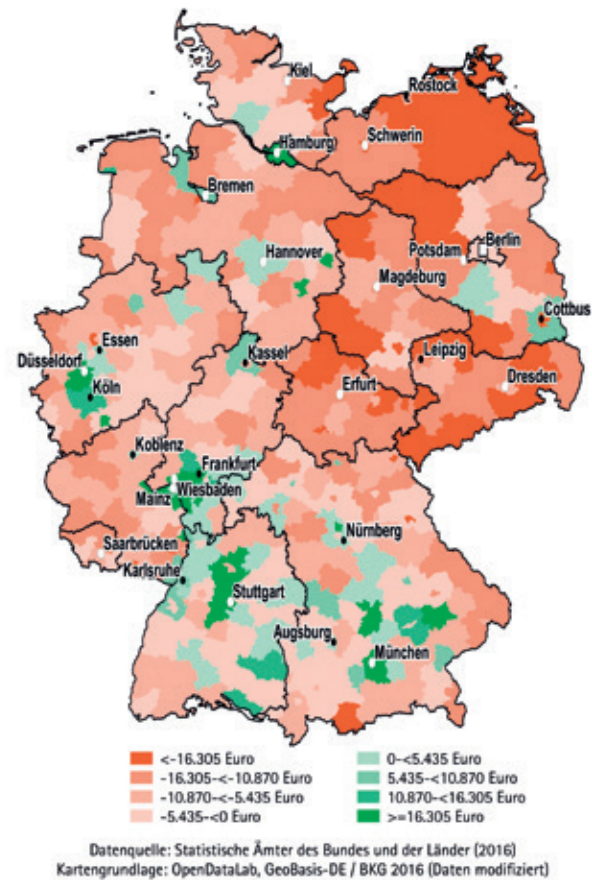 Kiel
Rostock
Hamburg
Schwerin
Bremen
Hannover
Potsdam
Berlin
Magdeburg
Cottbus
Essen
Düsseldorf
Kassel
Leipzig
Köln
Erfurt
Dresden
Koblenz
Frankfurt
Mainz
Wiesbaden
Saarbrücken
Nürnberg
Karlsruhe
Stuttgart
Augsburg
München
<-16.305 Euro
-16.305-<-10.870 Euro
-10.870-<-5.435 Euro
-5.435-<0 Euro
0-<5.435 Euro
5.435-<10.870 Euro
10.870-<16.305 Euro
>=16.305 Euro
Datenquelle: Statistische Ämter des Bundes und der Länder (2016)
Kartengrundlage: OpenDataLab, GeoBasis-DE / BKG 2016 (Daten modifiziert)